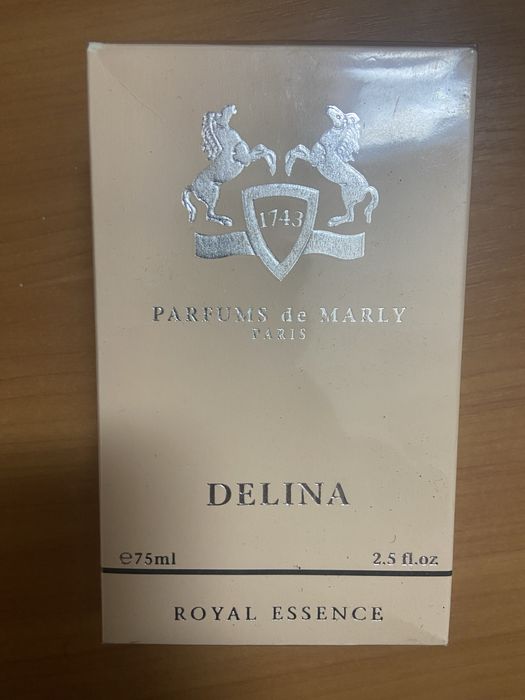 1743
PARFUMS de MARLY
PARIS
DELINA
℮75ml 2.5 fl.oz
ROYAL ESSENCE